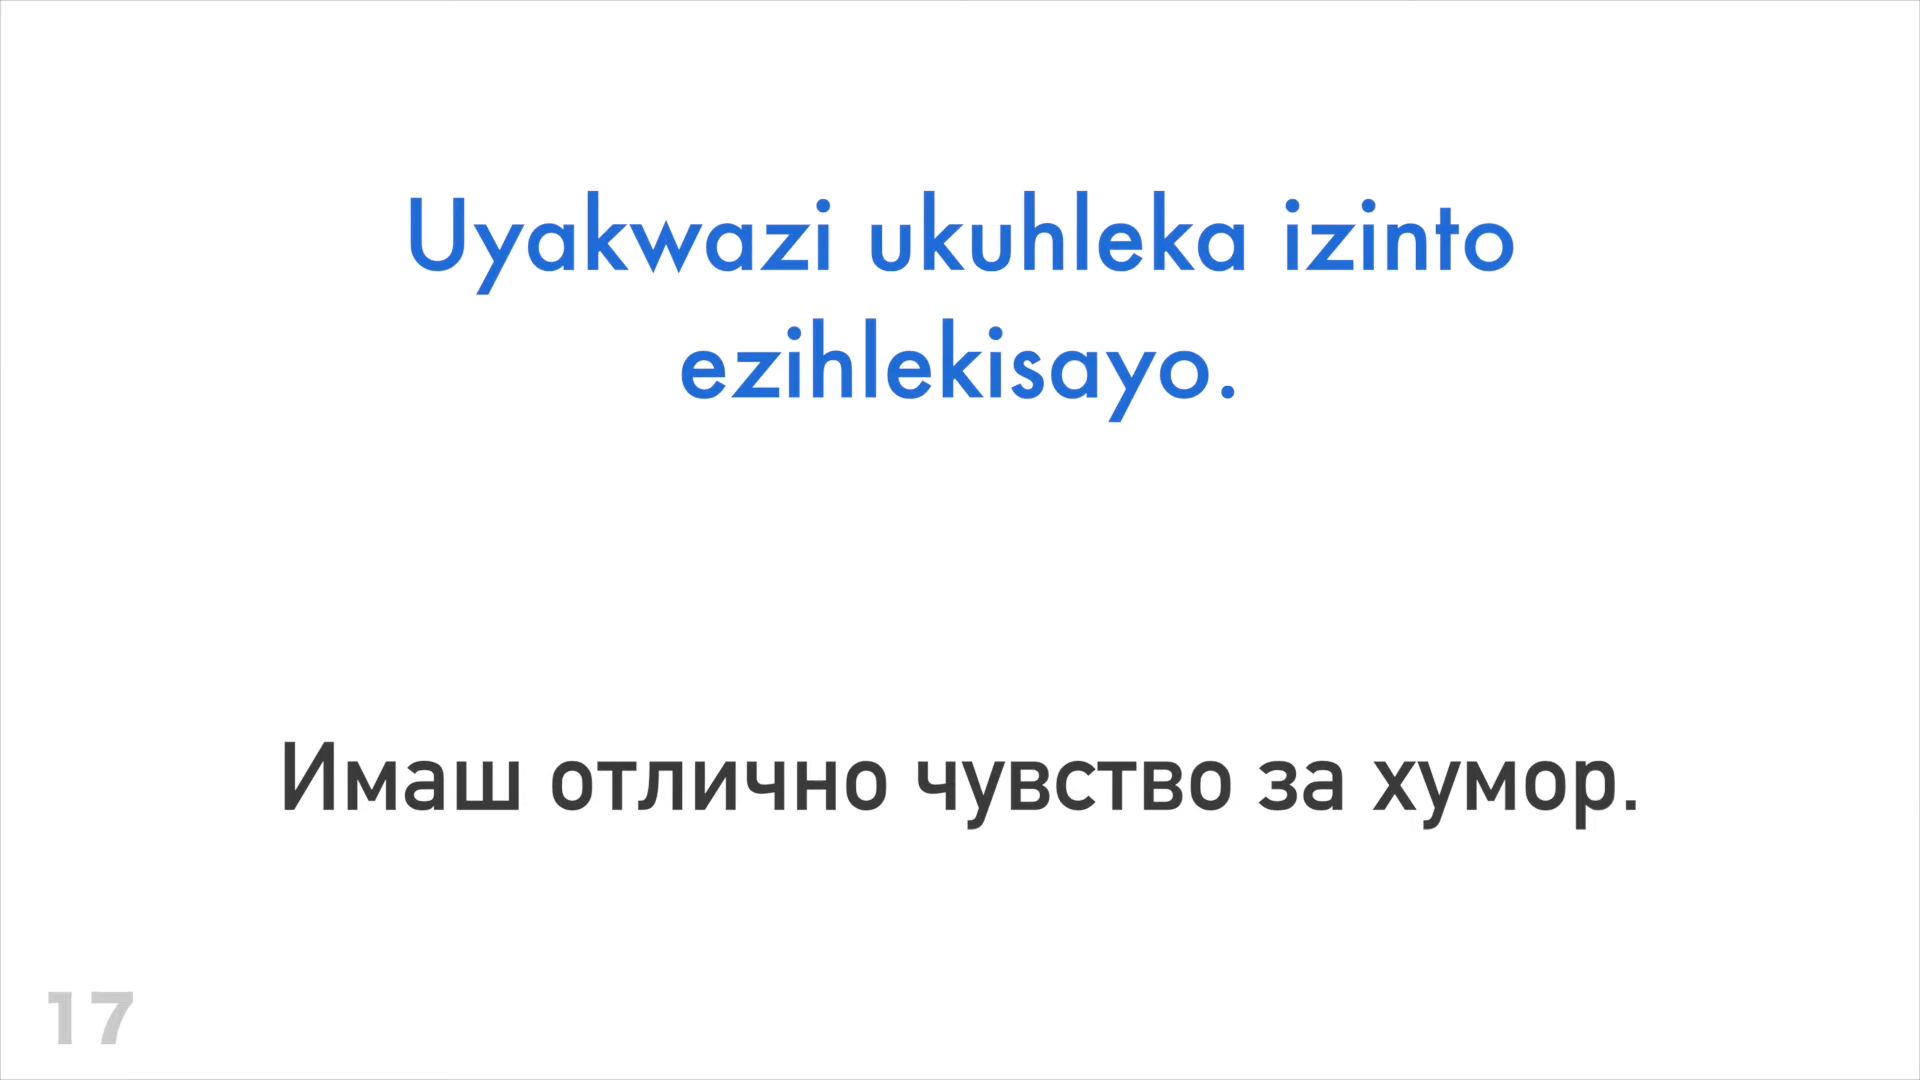 Uyakwazi ukuhleka izinto
ezihlekisayo.
Имаш отлично чувство за хумор.
17